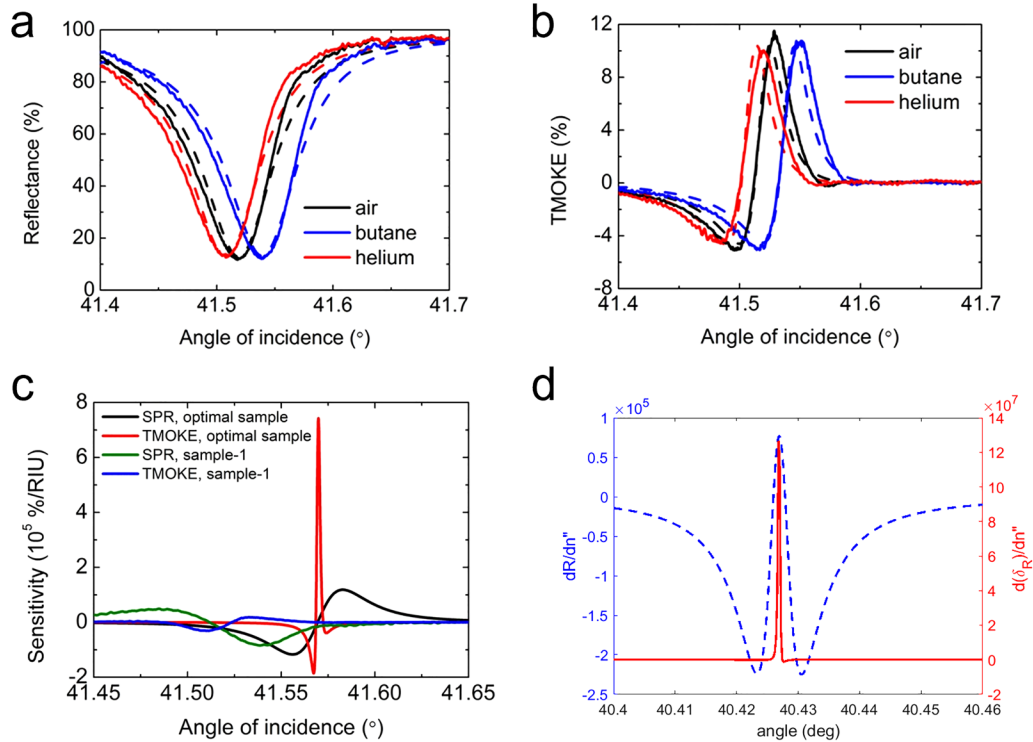 a
100
80
60
40
20
0
Reflectance (%)
air
butane
helium
41.4
41.5
41.6
41.7
Angle of incidence (°)
b
12
8
4
0
-4
-8
TMOKE (%)
air
butane
helium
41.4
41.5
41.6
41.7
Angle of incidence (°)
c
8
6
4
2
0
-2
Sensitivity (10⁵ %/RIU)
SPR, optimal sample
TMOKE, optimal sample
SPR, sample-1
TMOKE, sample-1
41.45
41.50
41.55
41.60
41.65
Angle of incidence (°)
d
×10⁵
1
0.5
0
-0.5
-1
-1.5
-2
-2.5
dR/dn"
×10⁷
14
12
10
8
6
4
2
0
-2
d(δ_R)/dn"
40.4
40.41
40.42
40.43
40.44
40.45
40.46
angle (deg)